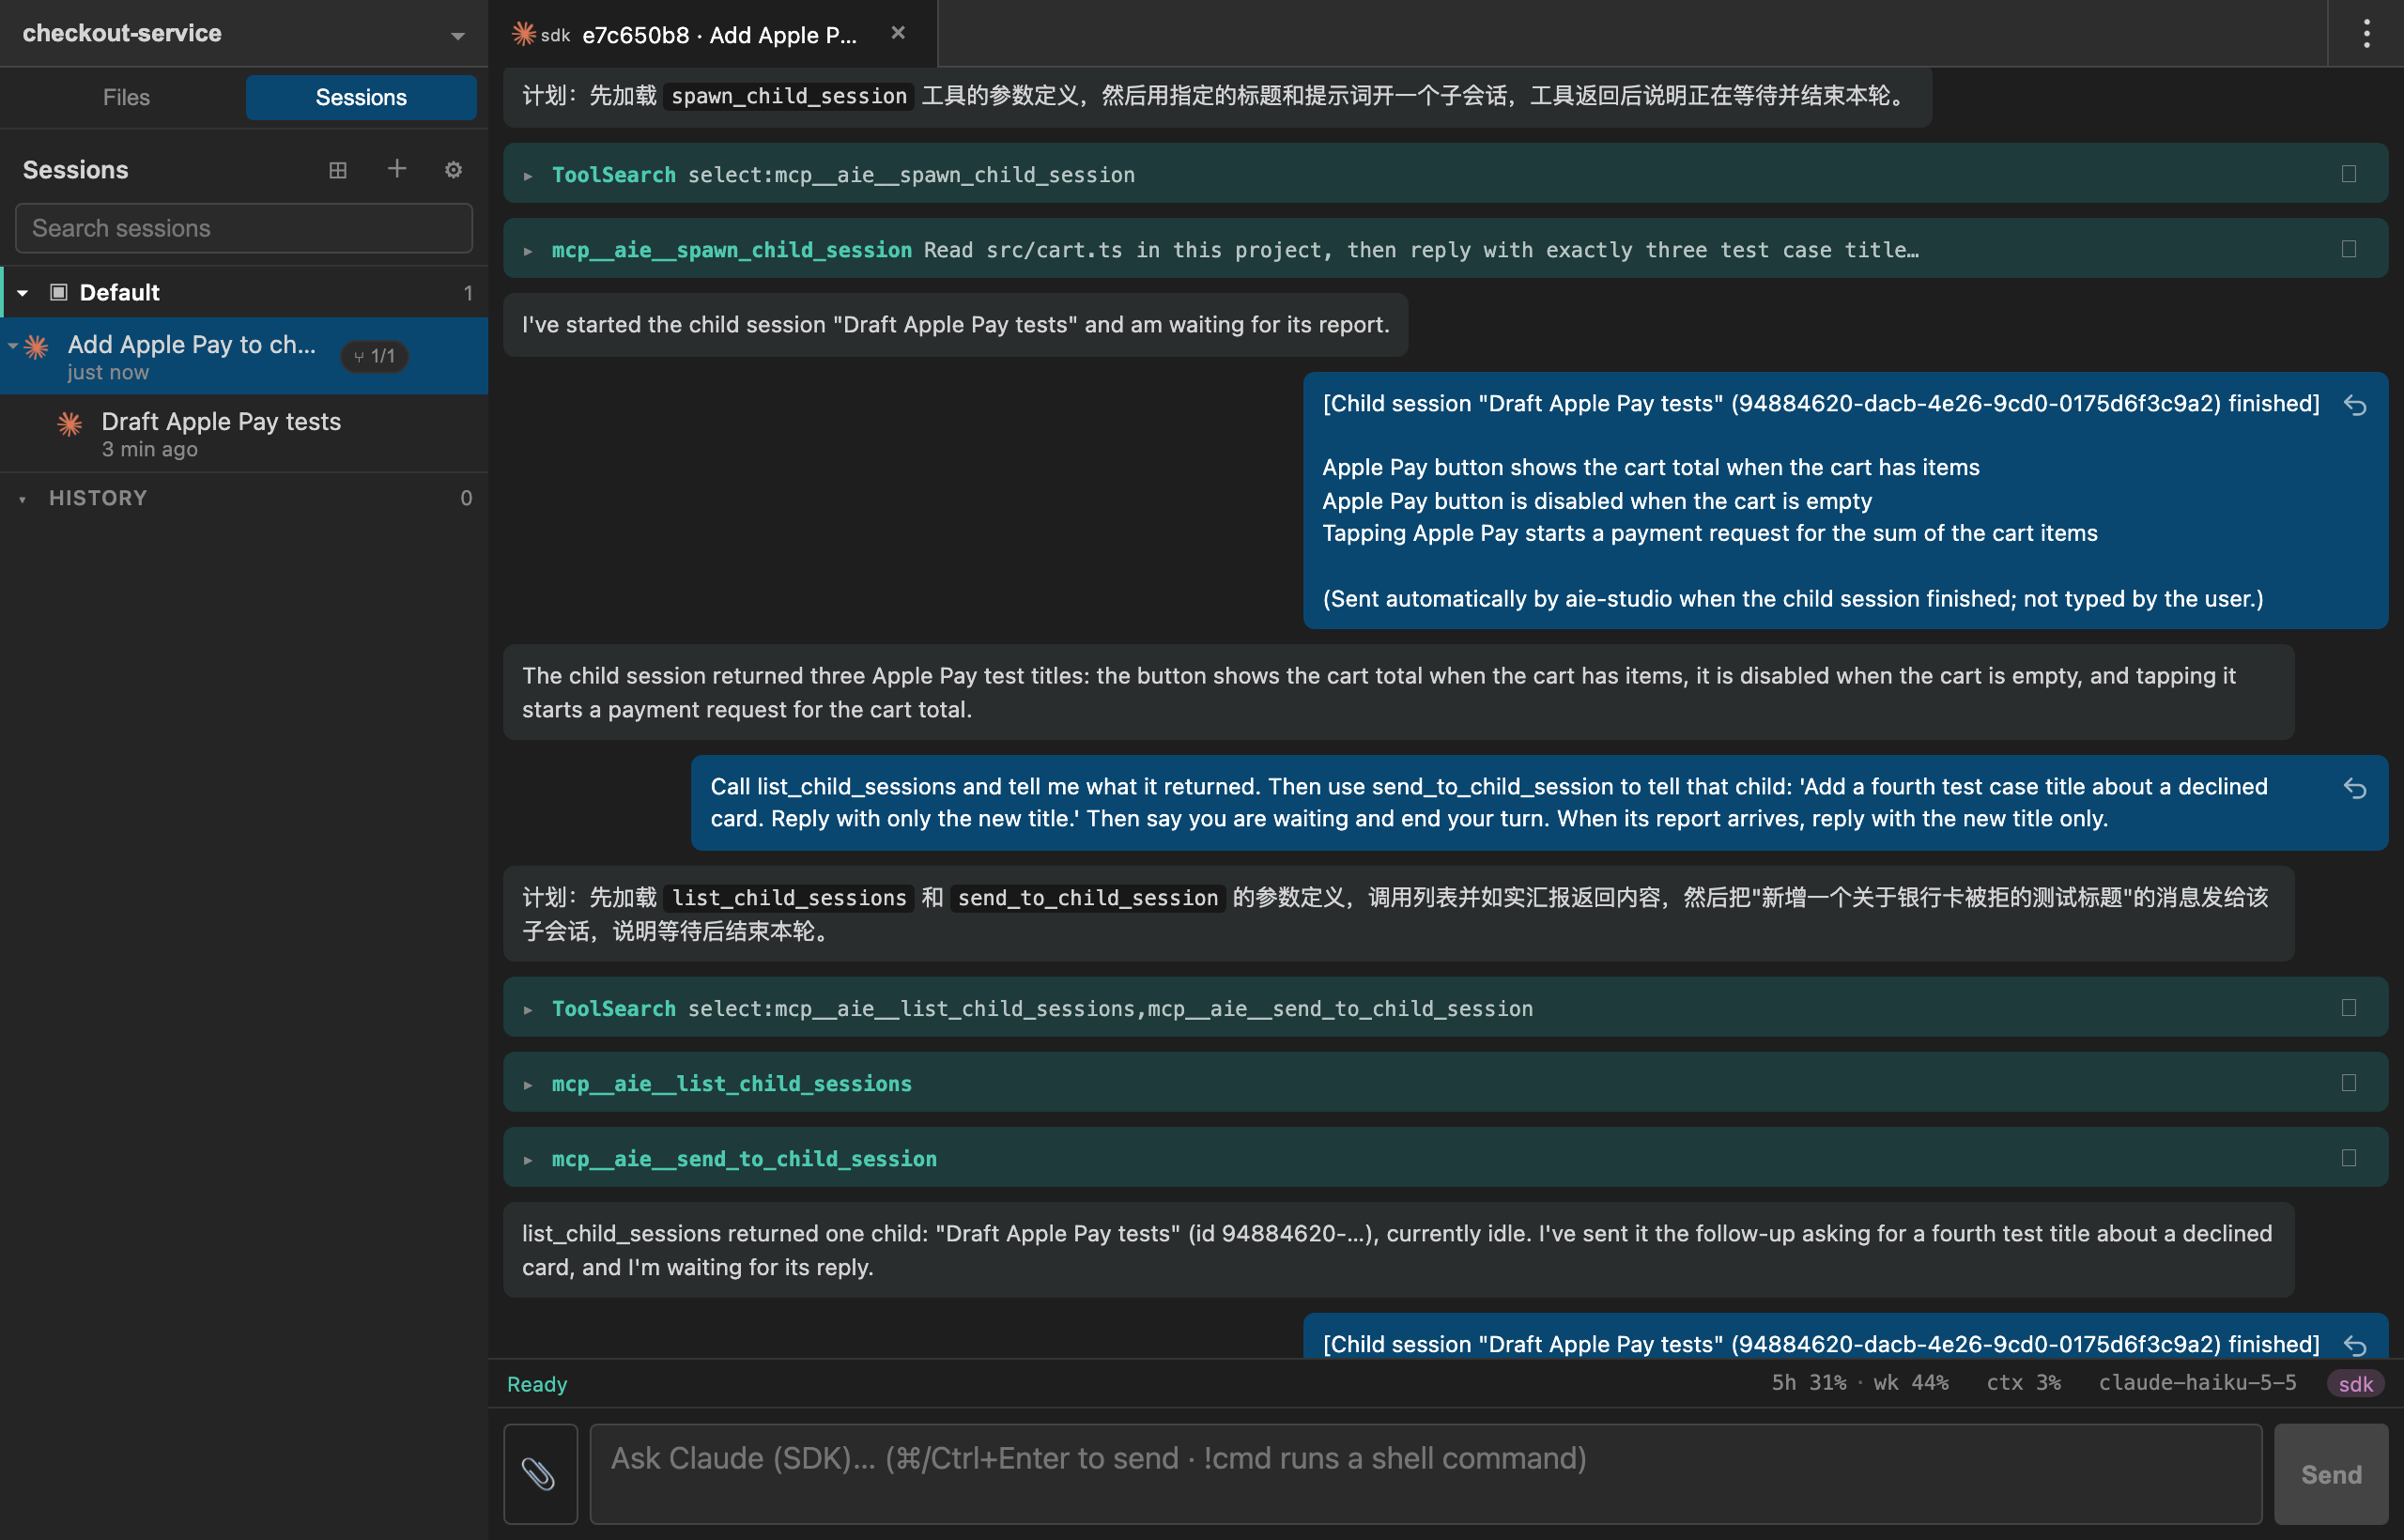 checkout-service
sdk e7c650b8 · Add Apple P...
Files
Sessions
Sessions
Search sessions
Default
1
Add Apple Pay to ch...
1/1
just now
Draft Apple Pay tests
3 min ago
HISTORY
0
计划：先加载 spawn_child_session 工具的参数定义，然后用指定的标题和提示词开一个子会话，工具返回后说明正在等待并结束本轮。
ToolSearch select:mcp__aie__spawn_child_session
mcp__aie__spawn_child_session Read src/cart.ts in this project, then reply with exactly three test case title…
I've started the child session "Draft Apple Pay tests" and am waiting for its report.
[Child session "Draft Apple Pay tests" (94884620-dacb-4e26-9cd0-0175d6f3c9a2) finished]
Apple Pay button shows the cart total when the cart has items
Apple Pay button is disabled when the cart is empty
Tapping Apple Pay starts a payment request for the sum of the cart items
(Sent automatically by aie-studio when the child session finished; not typed by the user.)
The child session returned three Apple Pay test titles: the button shows the cart total when the cart has items, it is disabled when the cart is empty, and tapping it
starts a payment request for the cart total.
Call list_child_sessions and tell me what it returned. Then use send_to_child_session to tell that child: 'Add a fourth test case title about a declined
card. Reply with only the new title.' Then say you are waiting and end your turn. When its report arrives, reply with the new title only.
计划：先加载 list_child_sessions 和 send_to_child_session 的参数定义，调用列表并如实汇报返回内容，然后把"新增一个关于银行卡被拒的测试标题"的消息发给该
子会话，说明等待后结束本轮。
ToolSearch select:mcp__aie__list_child_sessions,mcp__aie__send_to_child_session
mcp__aie__list_child_sessions
mcp__aie__send_to_child_session
list_child_sessions returned one child: "Draft Apple Pay tests" (id 94884620-…), currently idle. I've sent it the follow-up asking for a fourth test title about a declined
card, and I'm waiting for its reply.
[Child session "Draft Apple Pay tests" (94884620-dacb-4e26-9cd0-0175d6f3c9a2) finished]
Ready
5h 31% · wk 44% ctx 3% claude-haiku-5-5 sdk
Ask Claude (SDK)... (⌘/Ctrl+Enter to send · !cmd runs a shell command)
Send